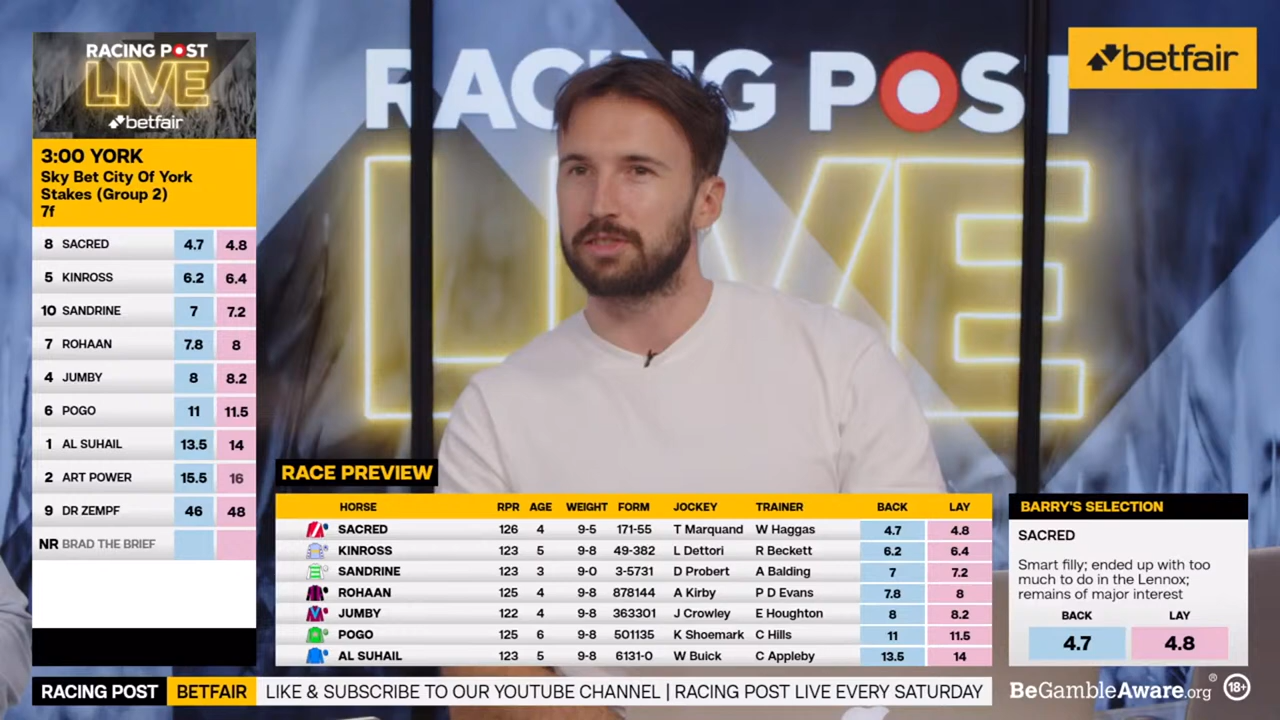 RACING POST
LIVE
betfair
3:00 YORK
Sky Bet City Of York
Stakes (Group 2)
7f
8 SACRED 4.7 4.8
5 KINROSS 6.2 6.4
10 SANDRINE 7 7.2
7 ROHAAN 7.8 8
4 JUMBY 8 8.2
6 POGO 11 11.5
1 AL SUHAIL 13.5 14
2 ART POWER 15.5 16
9 DR ZEMPF 46 48
NR BRAD THE BRIEF
RACING POST
LIVE
betfair
RACE PREVIEW
HORSE RPR AGE WEIGHT FORM JOCKEY TRAINER BACK LAY
SACRED 126 4 9-5 171-55 T Marquand W Haggas 4.7 4.8
KINROSS 123 5 9-8 49-382 L Dettori R Beckett 6.2 6.4
SANDRINE 123 3 9-0 3-5731 D Probert A Balding 7 7.2
ROHAAN 125 4 9-8 878144 A Kirby P D Evans 7.8 8
JUMBY 122 4 9-8 363301 J Crowley E Houghton 8 8.2
POGO 125 6 9-8 501135 K Shoemark C Hills 11 11.5
AL SUHAIL 123 5 9-8 6131-0 W Buick C Appleby 13.5 14
BARRY'S SELECTION
SACRED
Smart filly; ended up with too
much to do in the Lennox;
remains of major interest
BACK LAY
4.7 4.8
RACING POST BETFAIR LIKE & SUBSCRIBE TO OUR YOUTUBE CHANNEL | RACING POST LIVE EVERY SATURDAY
BeGambleAware.org® 18+